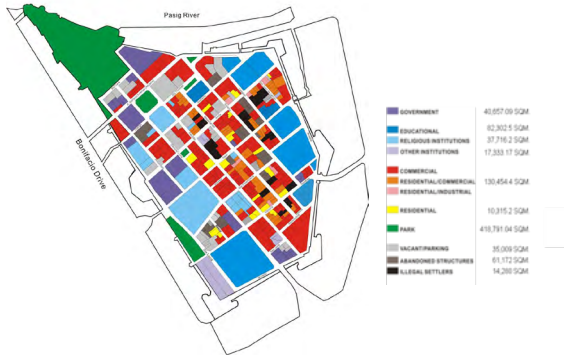 Pasig River
Bonifacio Drive
GOVERNMENT 40,657.09 SQM
EDUCATIONAL 82,302.5 SQM
RELIGIOUS INSTITUTIONS 37,716.2 SQM
OTHER INSTITUTIONS 17,333.17 SQM
COMMERCIAL
RESIDENTIAL/COMMERCIAL 130,454.4 SQM
RESIDENTIAL/INDUSTRIAL
RESIDENTIAL 10,315.2 SQM
PARK 418,791.04 SQM
VACANT/PARKING 35,009 SQM
ABANDONED STRUCTURES 61,172 SQM
ILLEGAL SETTLERS 14,280 SQM